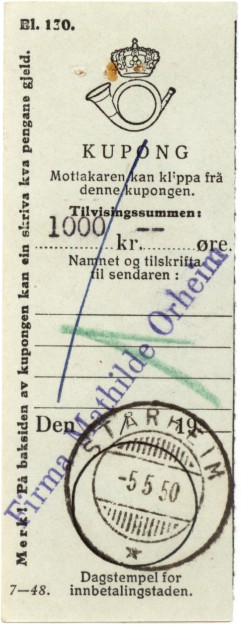 Bl. 130.
Merk! På baksiden av kupongen kan ein skriva kva pengane gjeld.
KUPONG
Mottakaren kan klippa frå
denne kupongen.
Tilvisingssummen:
1000 kr. -- øre.
Namnet og tilskrifta
til sendaren:
Firma Mathilde Orheim
Den 19
STÅRHEIM
-5.5.50
7-48.
Dagstempel for
innbetalingstaden.